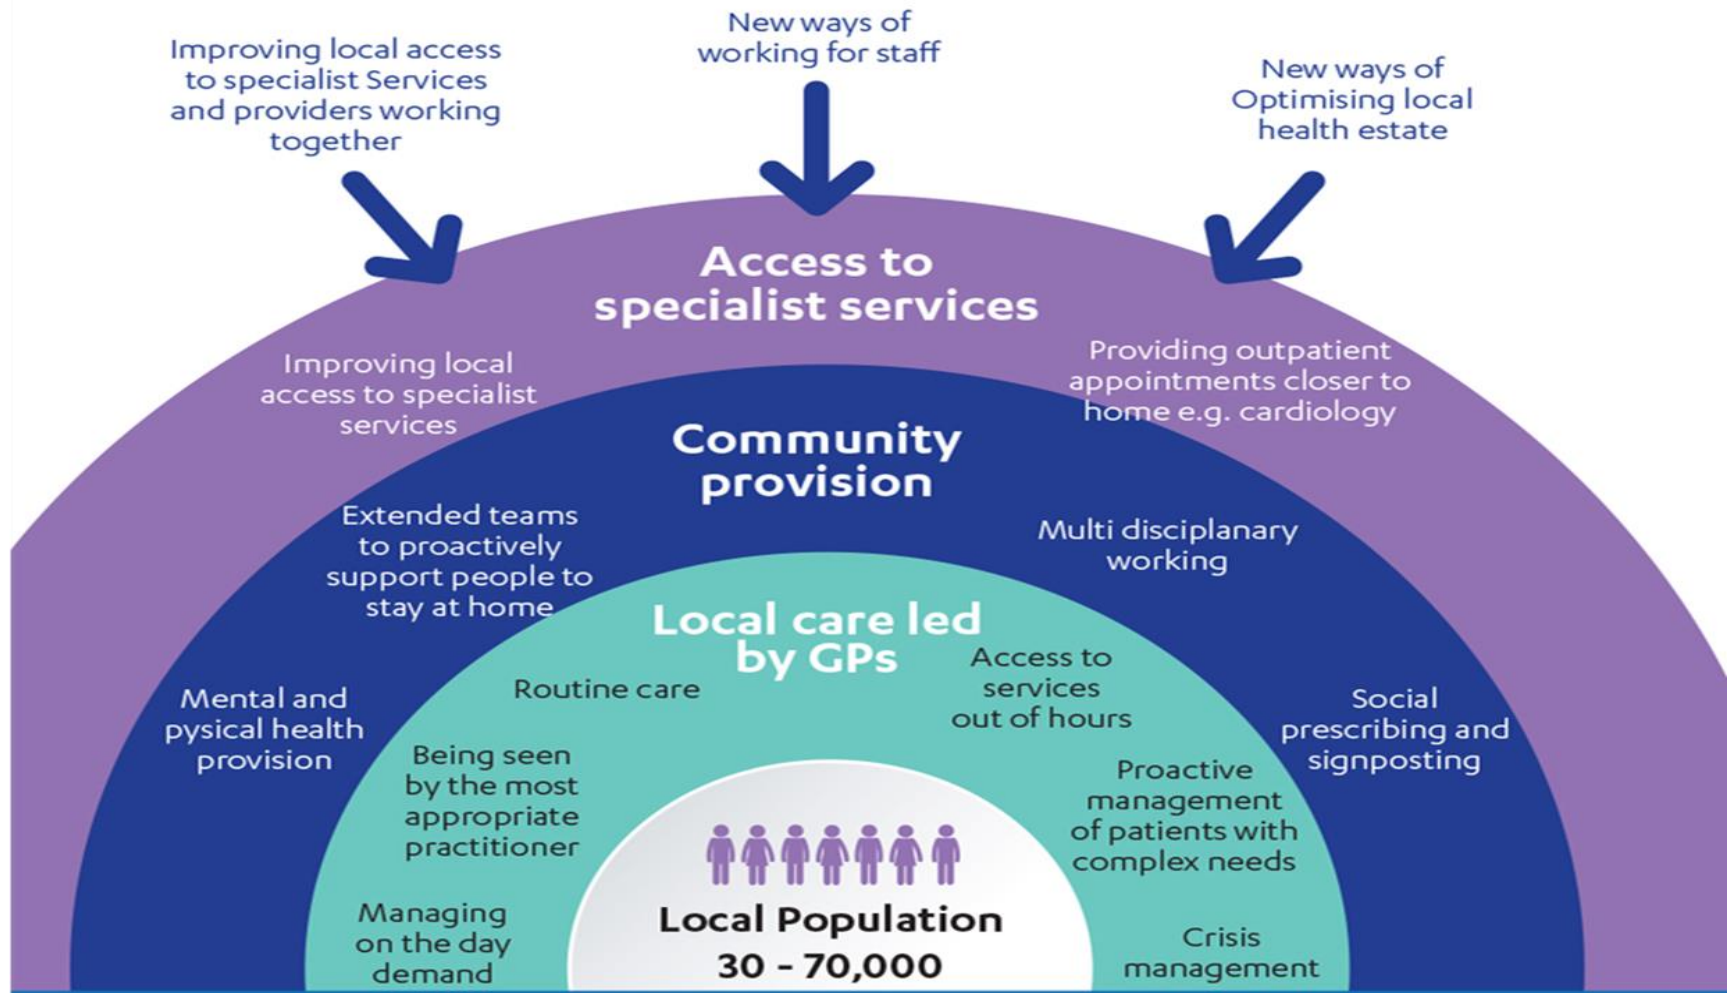 Improving local access
to specialist Services
and providers working
together
New ways of
working for staff
New ways of
Optimising local
health estate
Access to
specialist services
Improving local
access to specialist
services
Providing outpatient
appointments closer to
home e.g. cardiology
Community
provision
Extended teams
to proactively
support people to
stay at home
Multi disciplanary
working
Mental and
pysical health
provision
Social
prescribing and
signposting
Local care led
by GPs
Routine care
Access to
services
out of hours
Being seen
by the most
appropriate
practitioner
Proactive
management
of patients with
complex needs
Managing
on the day
demand
Crisis
management
Local Population
30 - 70,000